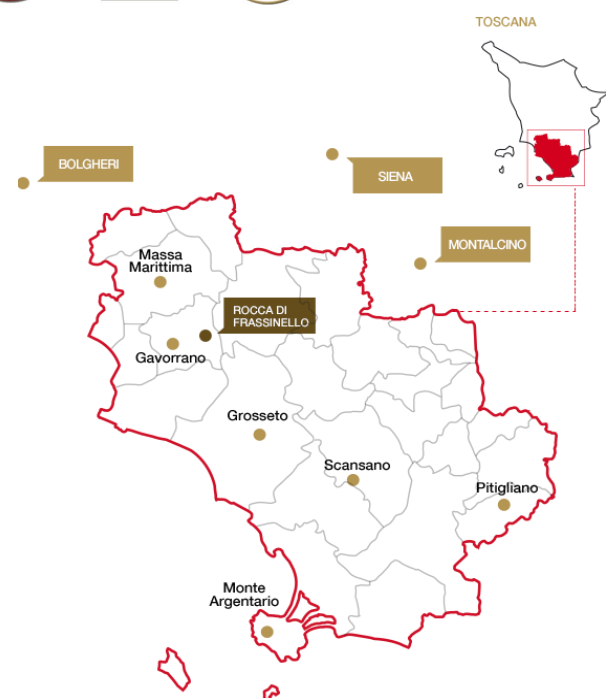 TOSCANA
BOLGHERI
SIENA
MONTALCINO
Massa
Marittima
ROCCA DI
FRASSINELLO
Gavorrano
Grosseto
Scansano
Pitigliano
Monte
Argentario